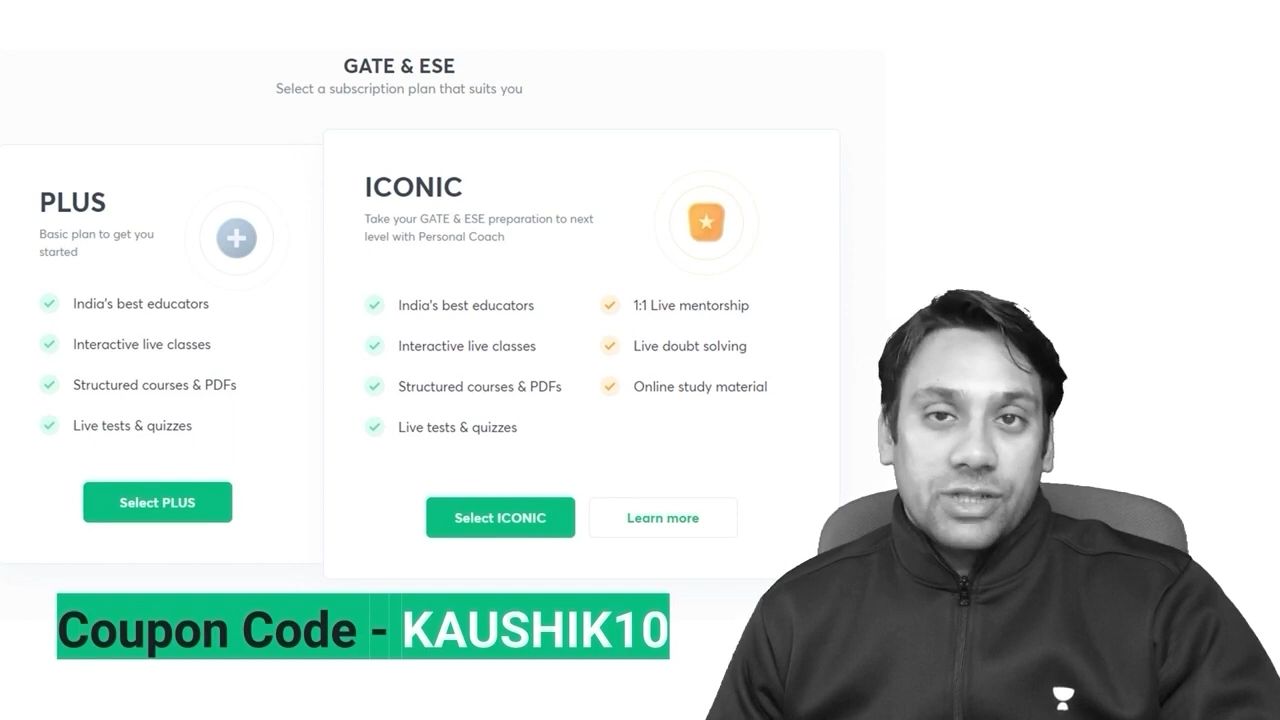 GATE & ESE
Select a subscription plan that suits you
PLUS
Basic plan to get you
started
India's best educators
Interactive live classes
Structured courses & PDFs
Live tests & quizzes
Select PLUS
ICONIC
Take your GATE & ESE preparation to next
level with Personal Coach
India's best educators
Interactive live classes
Structured courses & PDFs
Live tests & quizzes
1:1 Live mentorship
Live doubt solving
Online study material
Select ICONIC
Learn more
Coupon Code - KAUSHIK10